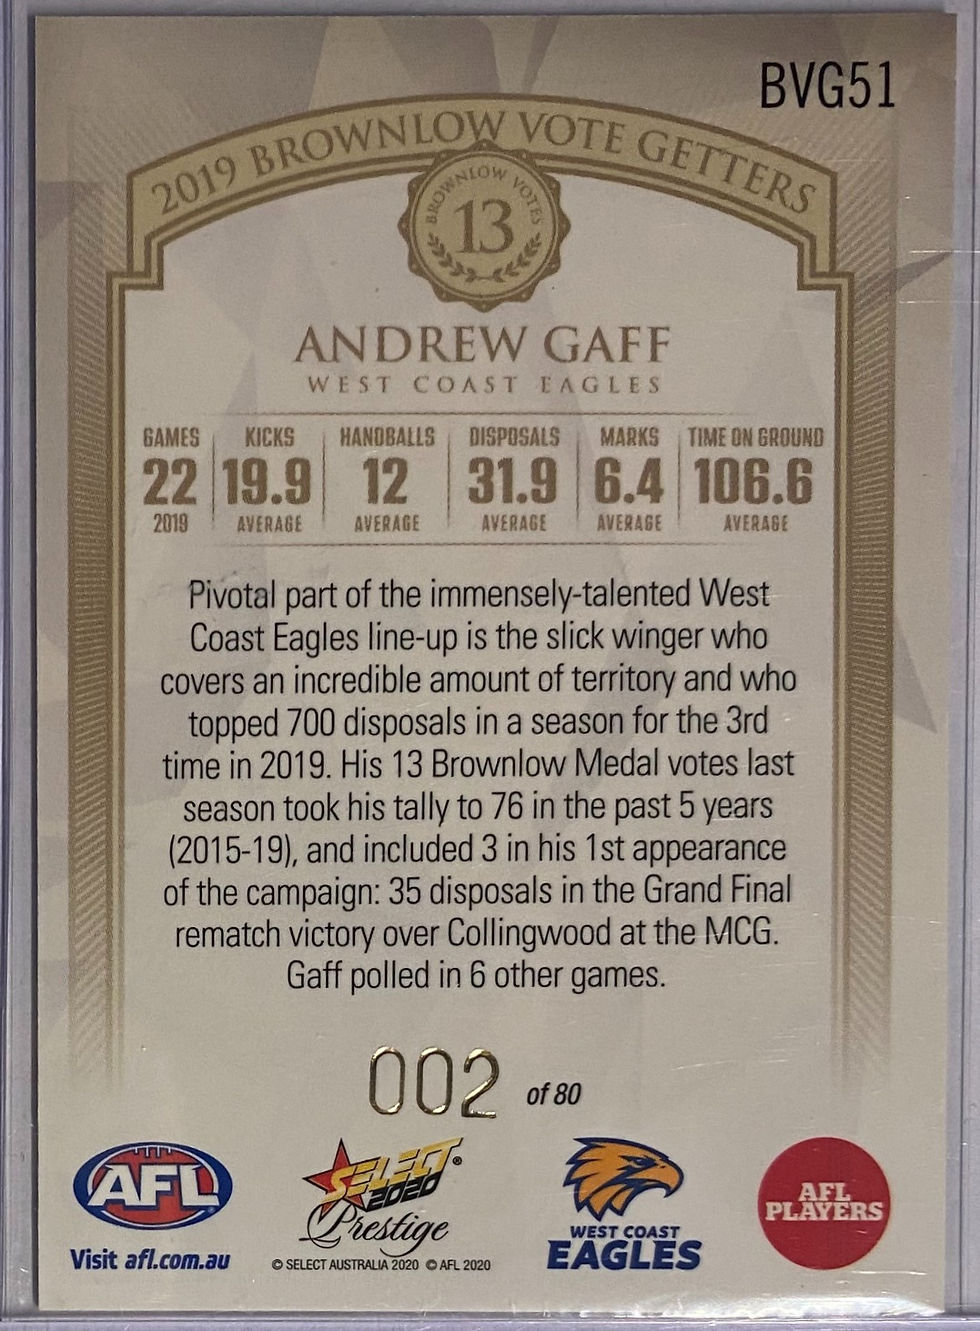 BVG51
2019 BROWNLOW VOTE GETTERS
BROWNLOW VOTES
13
ANDREW GAFF
WEST COAST EAGLES
GAMES KICKS HANDBALLS DISPOSALS MARKS TIME ON GROUND
22 19.9 12 31.9 6.4 106.6
2019 AVERAGE AVERAGE AVERAGE AVERAGE AVERAGE
Pivotal part of the immensely-talented West
Coast Eagles line-up is the slick winger who
covers an incredible amount of territory and who
topped 700 disposals in a season for the 3rd
time in 2019. His 13 Brownlow Medal votes last
season took his tally to 76 in the past 5 years
(2015-19), and included 3 in his 1st appearance
of the campaign: 35 disposals in the Grand Final
rematch victory over Collingwood at the MCG.
Gaff polled in 6 other games.
002 of 80
AFL
Visit afl.com.au
SELECT
2020
Prestige
© SELECT AUSTRALIA 2020 © AFL 2020
WEST COAST
EAGLES
AFL
PLAYERS